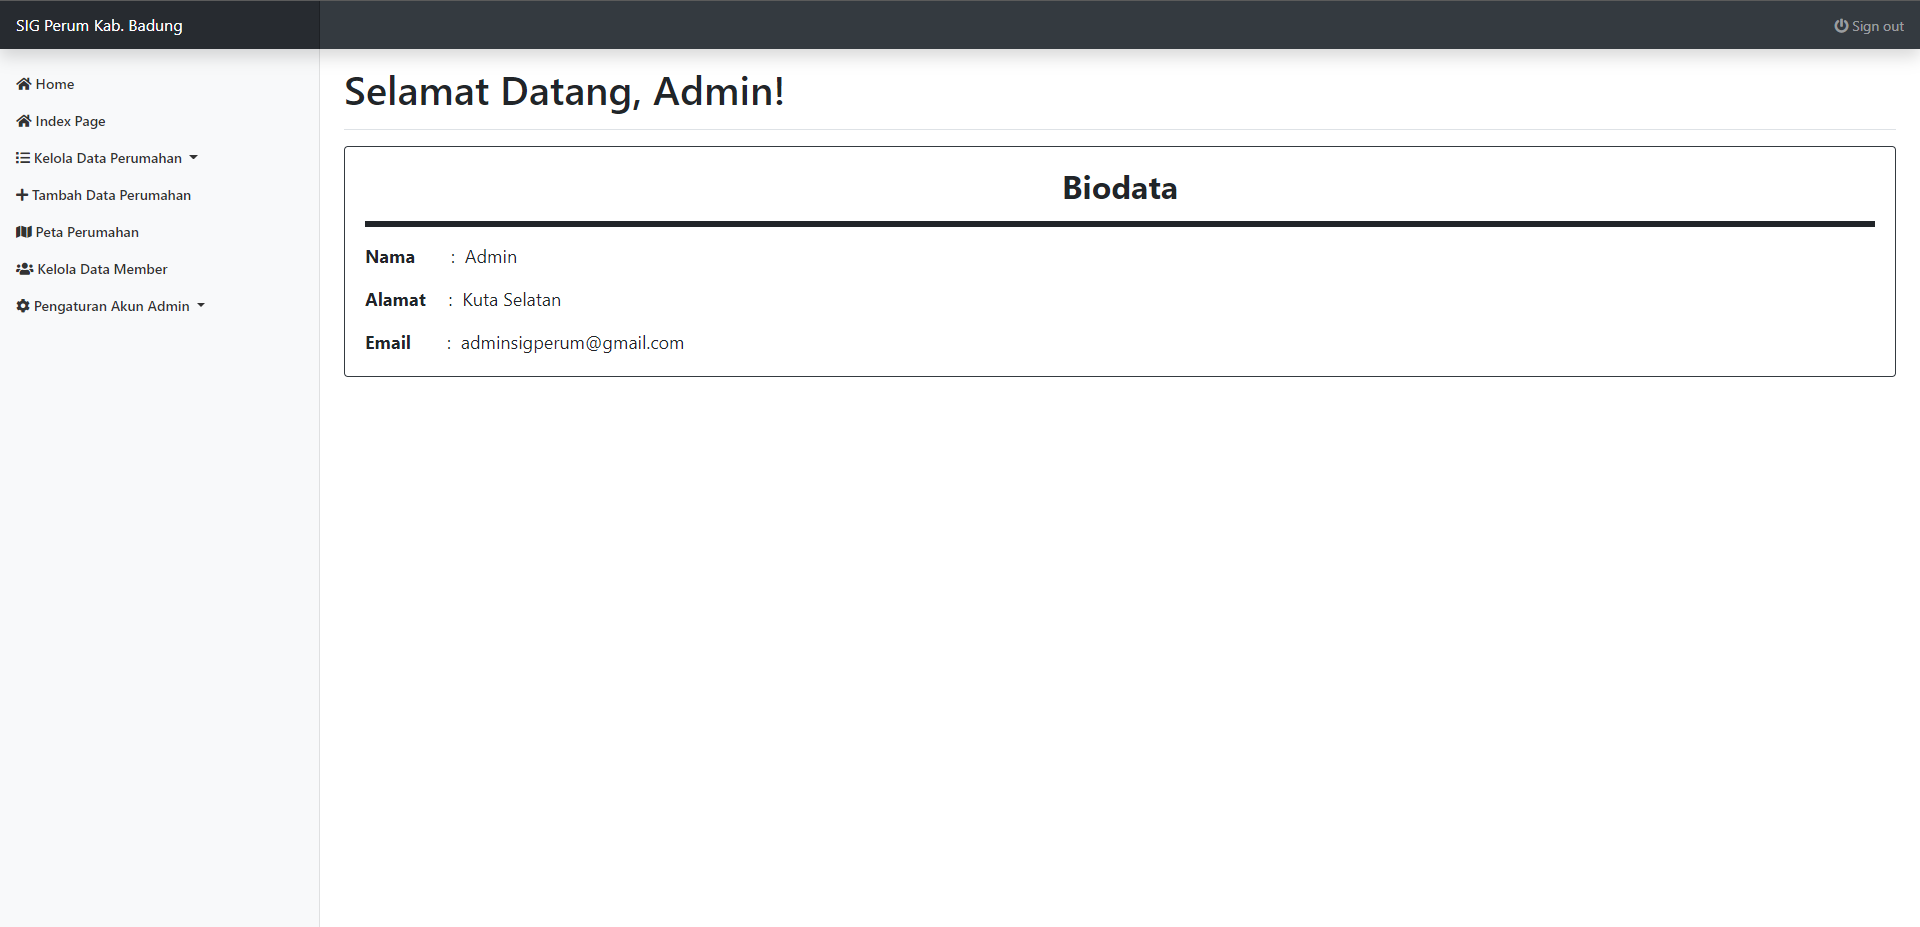 SIG Perum Kab. Badung
Sign out
Home
Index Page
Kelola Data Perumahan
Tambah Data Perumahan
Peta Perumahan
Kelola Data Member
Pengaturan Akun Admin
Selamat Datang, Admin!
Biodata
Nama : Admin
Alamat : Kuta Selatan
Email : adminsigperum@gmail.com